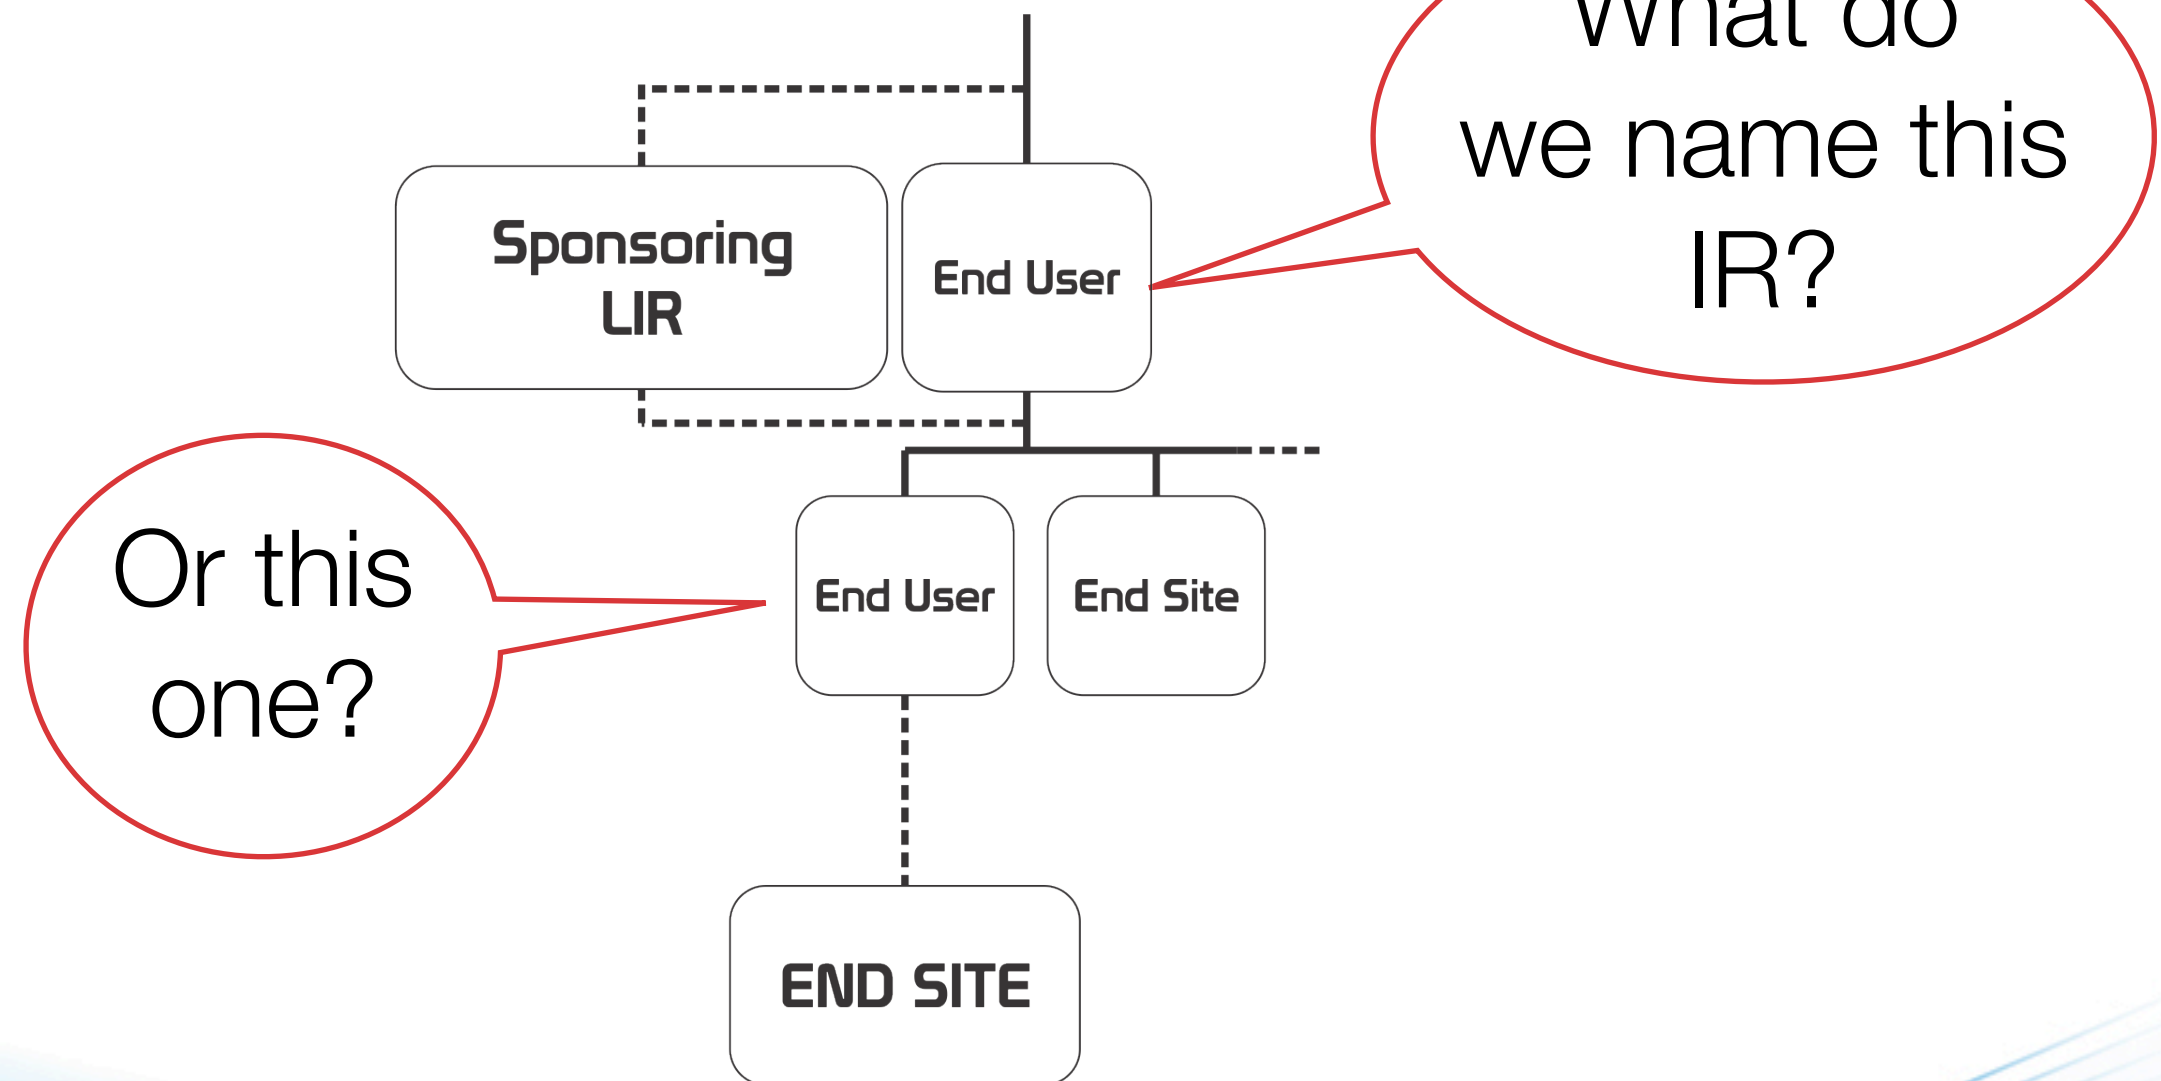 What do
we name this
IR?
Sponsoring
LIR
End User
Or this
one?
End User
End Site
END SITE